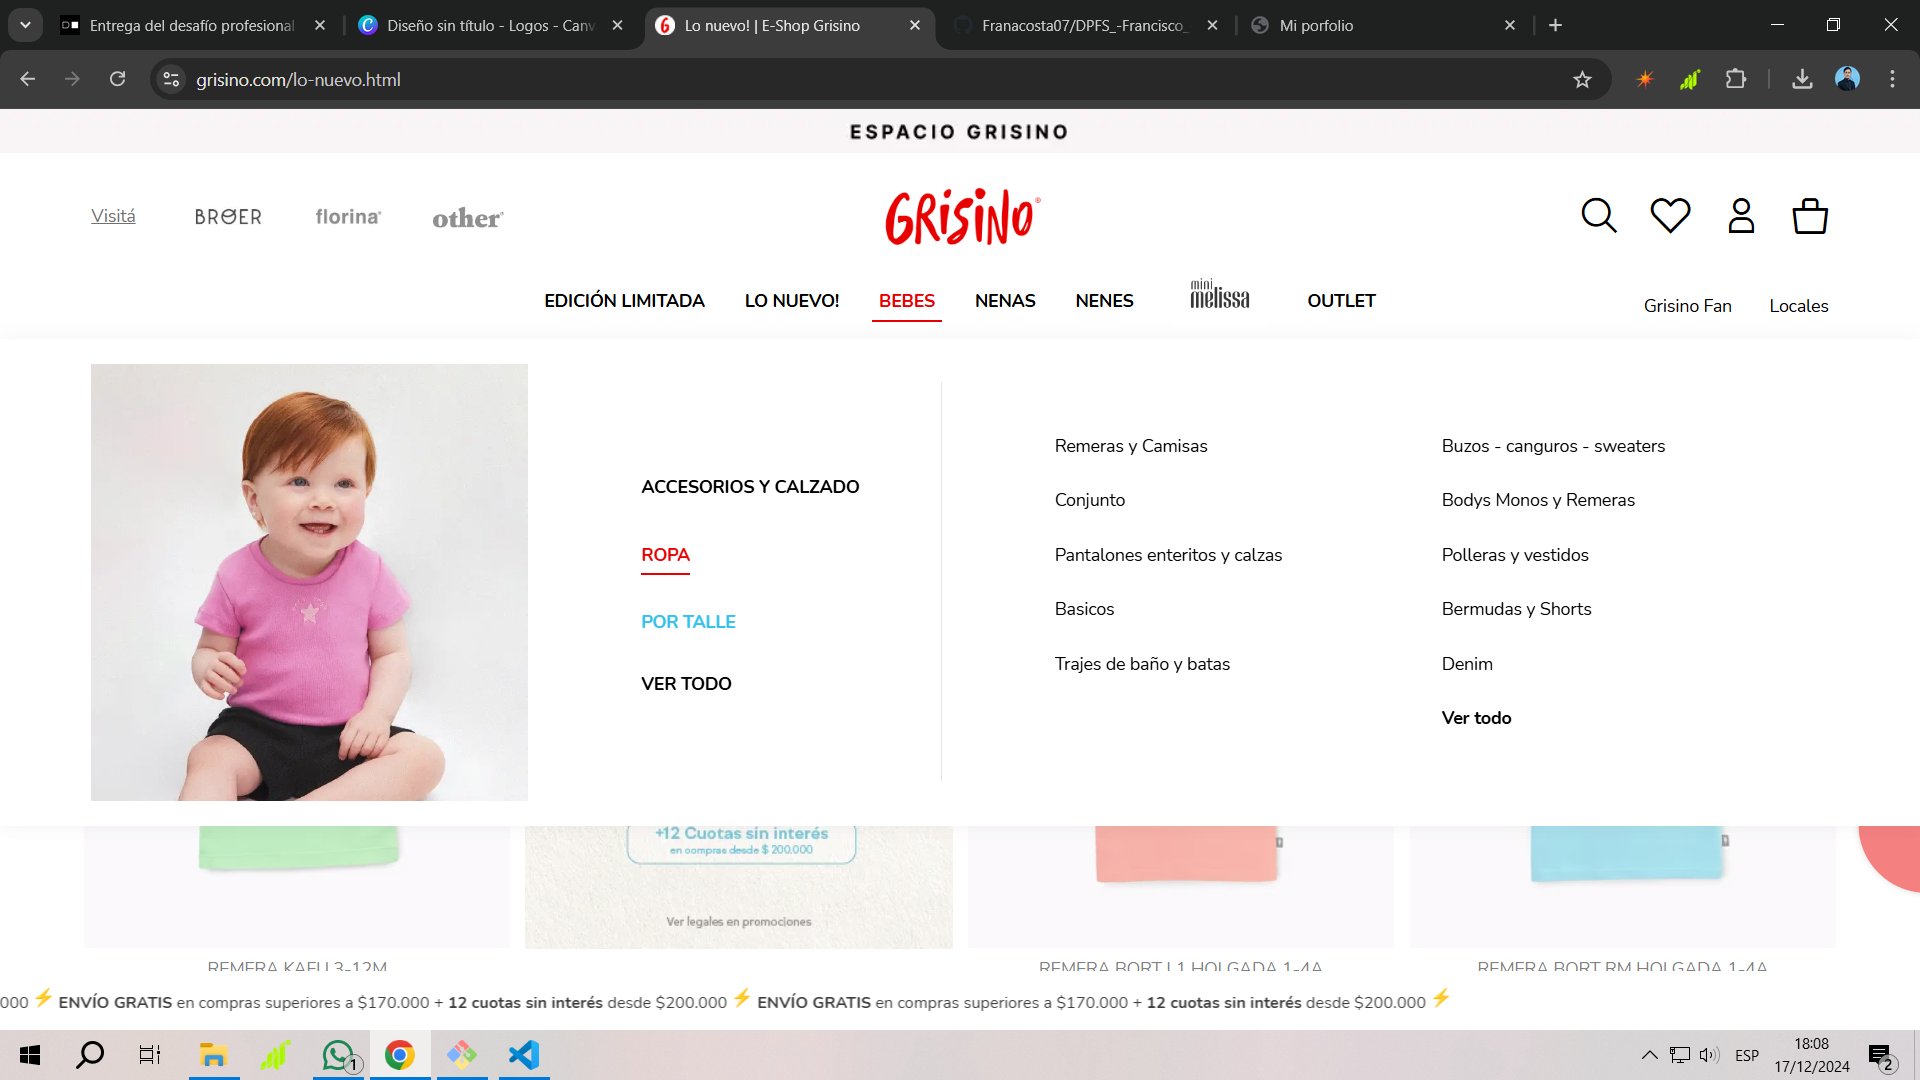 Entrega del desafío profesional
Diseño sin título - Logos - Canv
Lo nuevo! | E-Shop Grisino
Franacosta07/DPFS_-Francisco_
Mi porfolio
grisino.com/lo-nuevo.html
ESPACIO GRISINO
Visitá
BROER
florina
other
GRISINO
EDICIÓN LIMITADA
LO NUEVO!
BEBES
NENAS
NENES
mini melissa
OUTLET
Grisino Fan
Locales
ACCESORIOS Y CALZADO
ROPA
POR TALLE
VER TODO
Remeras y Camisas
Conjunto
Pantalones enteritos y calzas
Basicos
Trajes de baño y batas
Buzos - canguros - sweaters
Bodys Monos y Remeras
Polleras y vestidos
Bermudas y Shorts
Denim
Ver todo
+12 Cuotas sin interés
en compras desde $ 200.000
Ver legales en promociones
REMERA KAELI 3-12M
REMERA BORT L1 HOLGADA 1-4A
REMERA BORT RM HOLGADA 1-4A
000 ⚡ ENVÍO GRATIS en compras superiores a $170.000 + 12 cuotas sin interés desde $200.000 ⚡ ENVÍO GRATIS en compras superiores a $170.000 + 12 cuotas sin interés desde $200.000 ⚡
1
ESP
18:08
17/12/2024
2